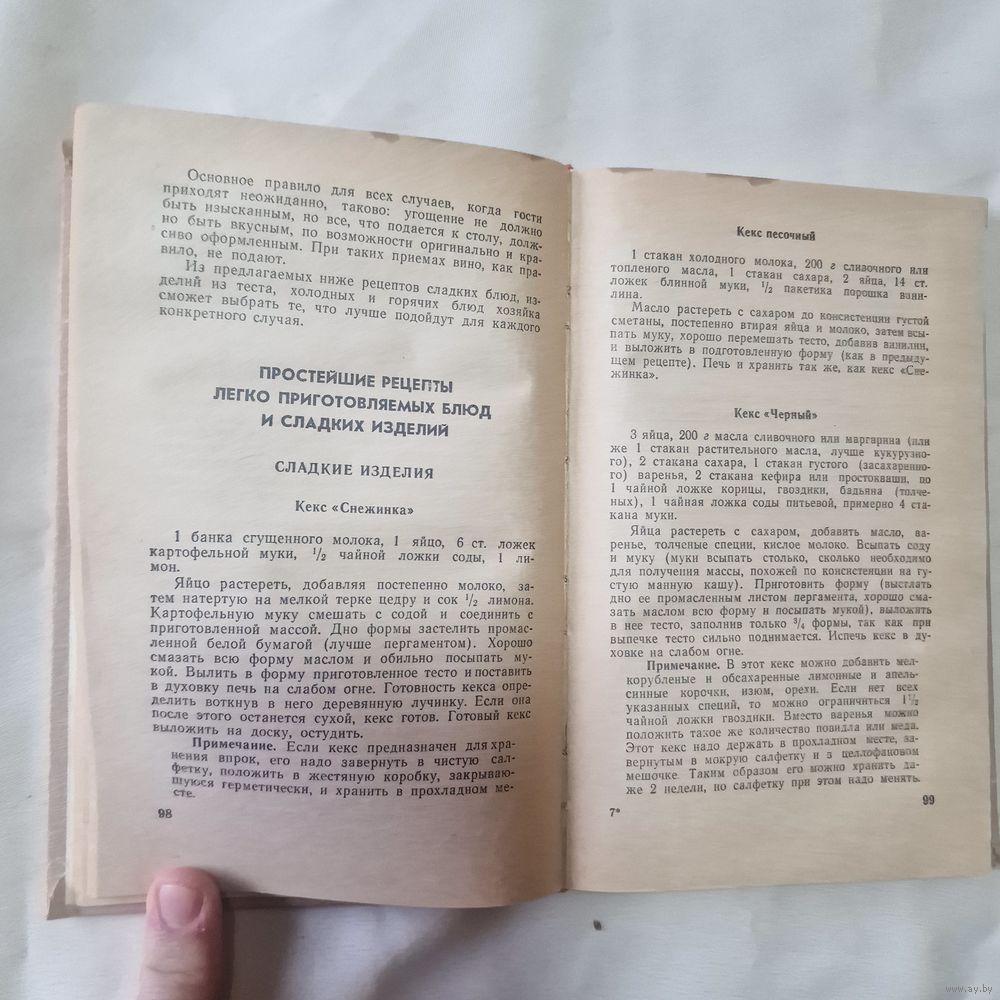 Основное правило для всех случаев, когда гости
приходят неожиданно, таково: угощение не должно
быть изысканным, но все, что подается к столу, долж-
но быть вкусным, по возможности оригинально и кра-
сиво оформленным. При таких приемах вино, как пра-
вило, не подают.
Из предлагаемых ниже рецептов сладких блюд, из-
делий из теста, холодных и горячих блюд хозяйка
сможет выбрать те, что лучше подойдут для каждого
конкретного случая.
ПРОСТЕЙШИЕ РЕЦЕПТЫ
ЛЕГКО ПРИГОТОВЛЯЕМЫХ БЛЮД
И СЛАДКИХ ИЗДЕЛИЙ
СЛАДКИЕ ИЗДЕЛИЯ
Кекс «Снежинка»
1 банка сгущенного молока, 1 яйцо, 6 ст. ложек
картофельной муки, 1/2 чайной ложки соды, 1 ли-
мон.
Яйцо растереть, добавляя постепенно молоко, за-
тем натертую на мелкой терке цедру и сок 1/2 лимона.
Картофельную муку смешать с содой и соединить с
приготовленной массой. Дно формы застелить промас-
ленной белой бумагой (лучше пергаментом). Хорошо
смазать всю форму маслом и обильно посыпать му-
кой. Вылить в форму приготовленное тесто и поставить
в духовку печь на слабом огне. Готовность кекса опре-
делить воткнув в него деревянную лучинку. Если она
после этого останется сухой, кекс готов. Готовый кекс
выложить на доску, остудить.
Примечание. Если кекс предназначен для хра-
нения впрок, его надо завернуть в чистую сал-
фетку, положить в жестяную коробку, закрываю-
щуюся герметически, и хранить в прохладном ме-
сте.
98
Кекс песочный
1 стакан холодного молока, 200 г сливочного или
топленого масла, 1 стакан сахара, 2 яйца, 14 ст.
ложек блинной муки, 1/2 пакетика порошка вани-
лина.
Масло растереть с сахаром до консистенции густой
сметаны, постепенно втирая яйца и молоко, затем всы-
пать муку, хорошо перемешать тесто, добавив ванилин,
и выложить в подготовленную форму (как в предыду-
щем рецепте). Печь и хранить так же, как кекс «Сне-
жинка».
Кекс «Черный»
3 яйца, 200 г масла сливочного или маргарина (или
же 1 стакан растительного масла, лучше кукурузно-
го), 2 стакана сахара, 1 стакан густого (засахаренно-
го) варенья, 2 стакана кефира или простокваши, по
1 чайной ложке корицы, гвоздики, бадьяна (толче-
ных), 1 чайная ложка соды питьевой, примерно 4 ста-
кана муки.
Яйца растереть с сахаром, добавить масло, ва-
ренье, толченые специи, кислое молоко. Всыпать соду
и муку (муки всыпать столько, сколько необходимо
для получения массы, похожей по консистенции на гу-
стую манную кашу). Приготовить форму (выстлать
дно ее промасленным листом пергамента, хорошо сма-
зать маслом всю форму и посыпать мукой), выложить
в нее тесто, заполнив только 3/4 формы, так как при
выпечке тесто сильно поднимается. Испечь кекс в ду-
ховке на слабом огне.
Примечание. В этот кекс можно добавить мел-
корубленые и обсахаренные лимонные и апель-
синные корочки, изюм, орехи. Если нет всех
указанных специй, то можно ограничиться 1 1/2
чайной ложки гвоздики. Вместо варенья можно
положить такое же количество повидла или меда.
Этот кекс надо держать в прохладном месте, за-
вернутым в мокрую салфетку и в целлофановом
мешочке. Таким образом его можно хранить да-
же 2 недели, но салфетку при этом надо менять.
7*
99
www.ay.by